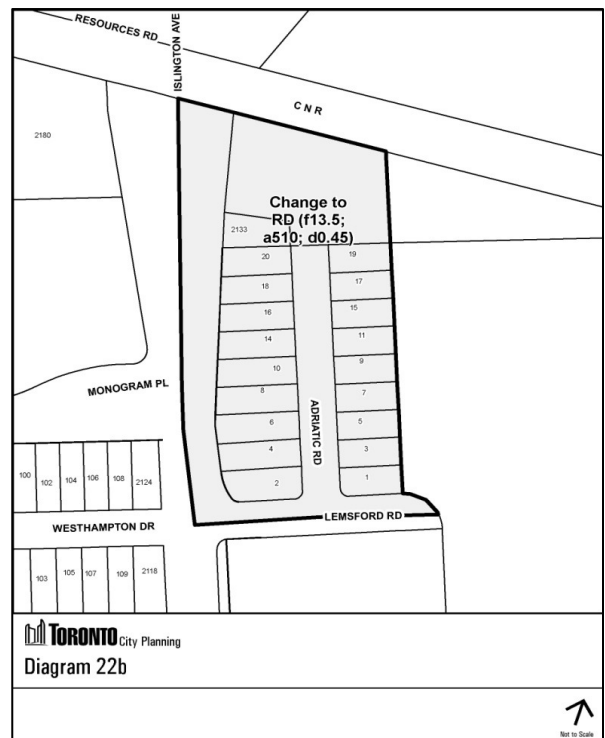 RESOURCES RD
ISLINGTON AVE
C N R
2180
Change to
RD (f13.5;
a510; d0.45)
2133
20
19
18
17
16
15
14
11
10
9
8
7
6
5
4
3
2
1
MONOGRAM PL
ADRIATIC RD
100
102
104
106
108
2124
WESTHAMPTON DR
LEMSFORD RD
103
105
107
109
2118
TORONTO City Planning
Diagram 22b
Not to Scale